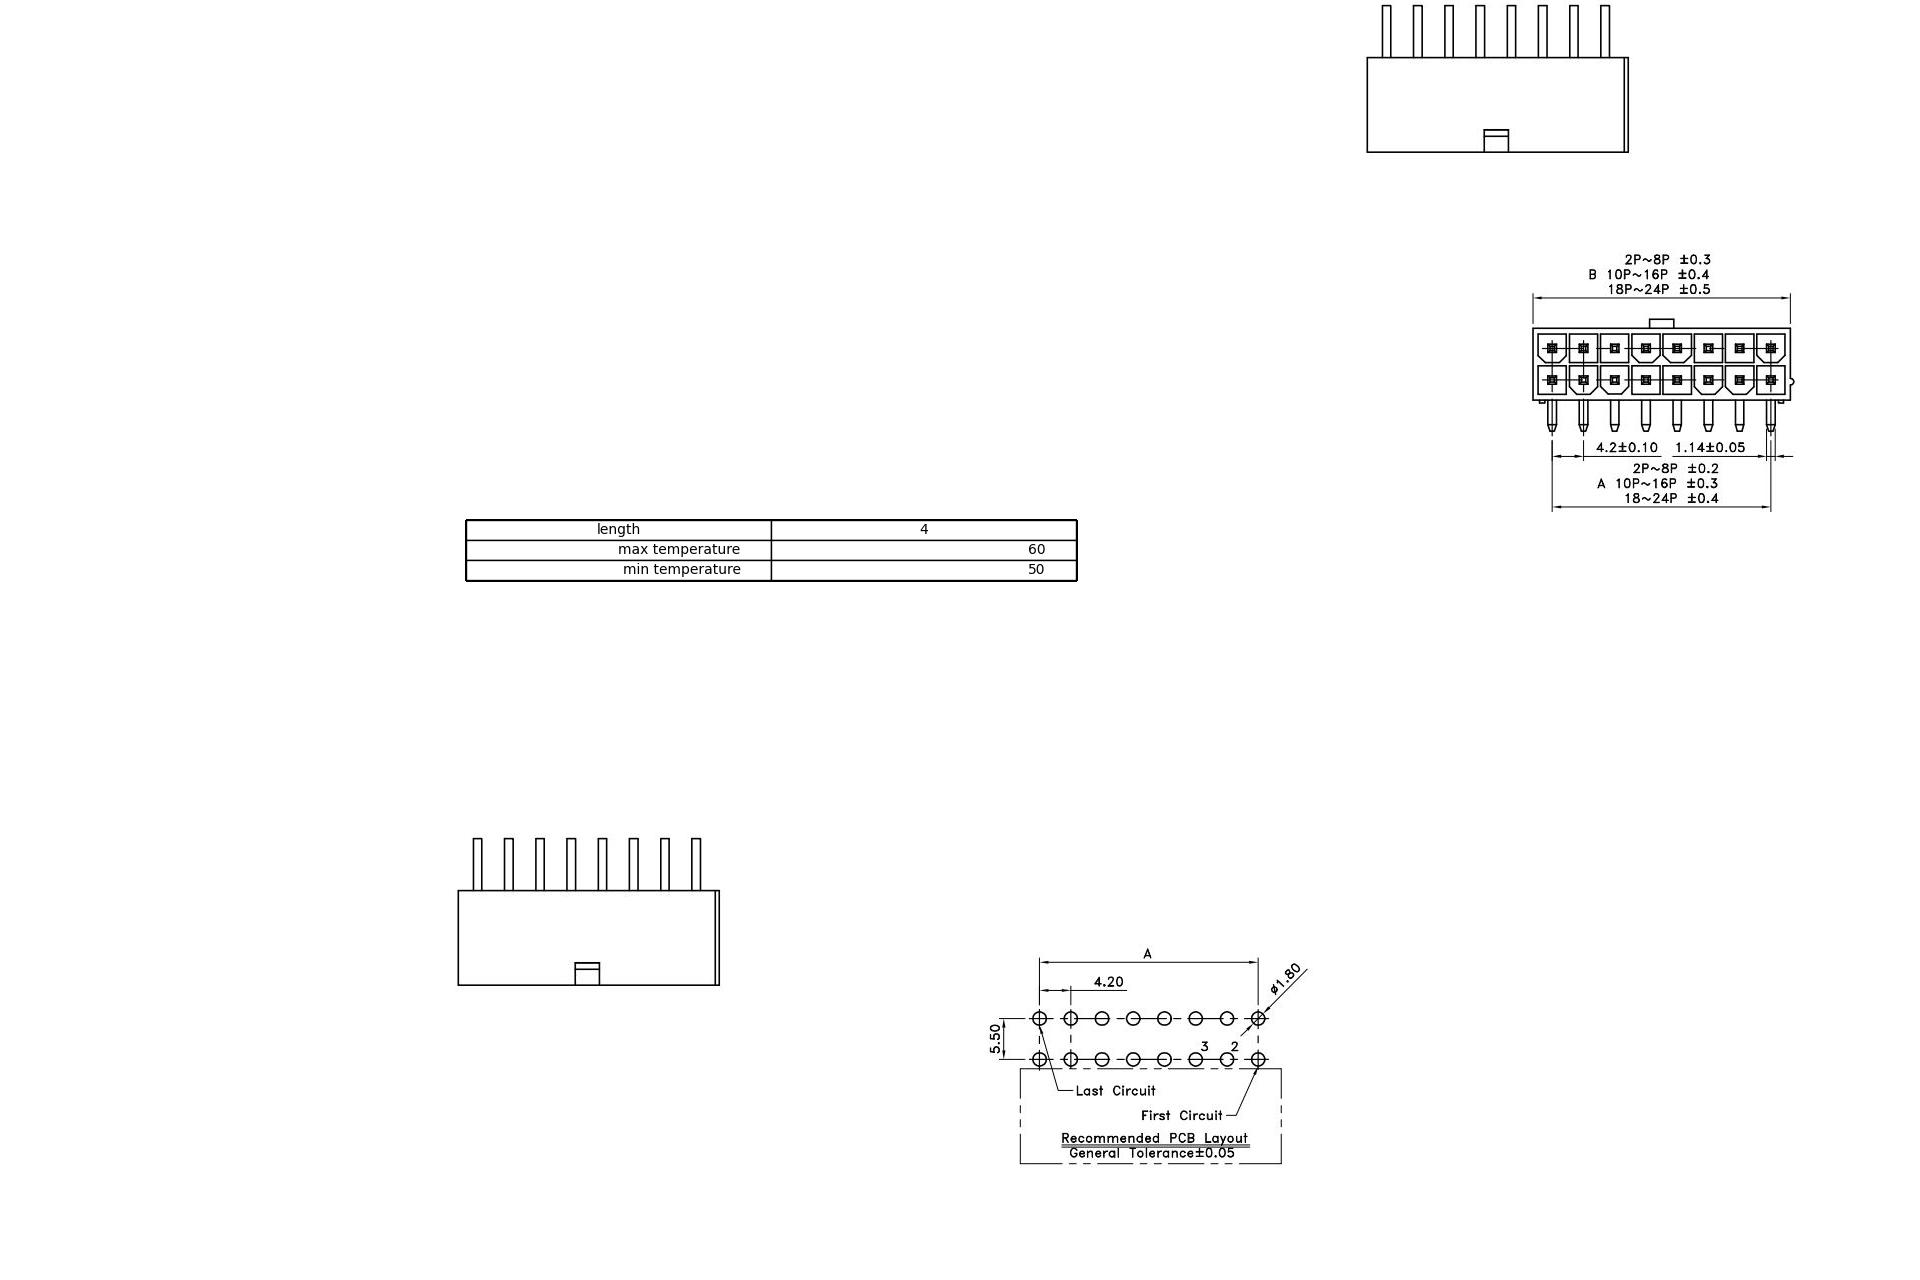 2P~8P ±0.3
B 10P~16P ±0.4
18P~24P ±0.5
4.2±0.10 1.14±0.05
2P~8P ±0.2
A 10P~16P ±0.3
18~24P ±0.4
length 4
max temperature 60
min temperature 50
A
4.20
ø1.80
5.50
3 2
Last Circuit
First Circuit
Recommended PCB Layout
General Tolerance±0.05